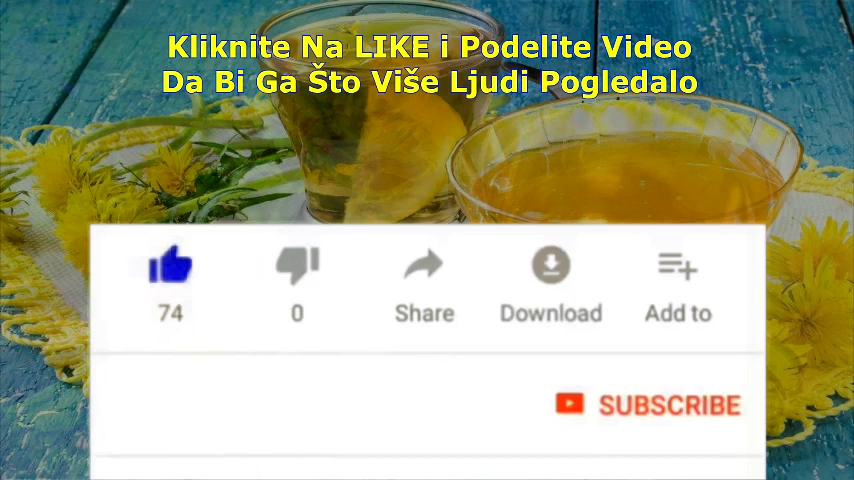 Kliknite Na LIKE i Podelite Video
Da Bi Ga Što Više Ljudi Pogledalo
74 0 Share Download Add to
SUBSCRIBE